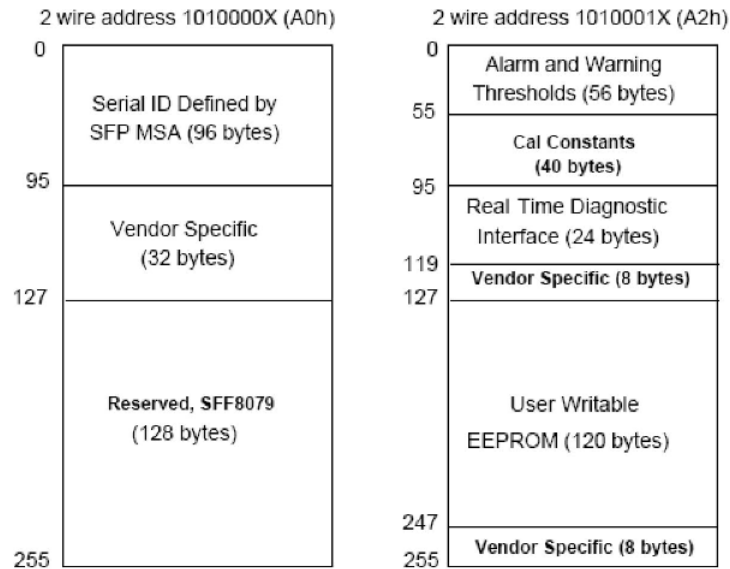 2 wire address 1010000X (A0h)
0
Serial ID Defined by
SFP MSA (96 bytes)
95
Vendor Specific
(32 bytes)
127
Reserved, SFF8079
(128 bytes)
255
2 wire address 1010001X (A2h)
0
Alarm and Warning
Thresholds (56 bytes)
55
Cal Constants
(40 bytes)
95
Real Time Diagnostic
Interface (24 bytes)
119
Vendor Specific (8 bytes)
127
User Writable
EEPROM (120 bytes)
247
Vendor Specific (8 bytes)
255